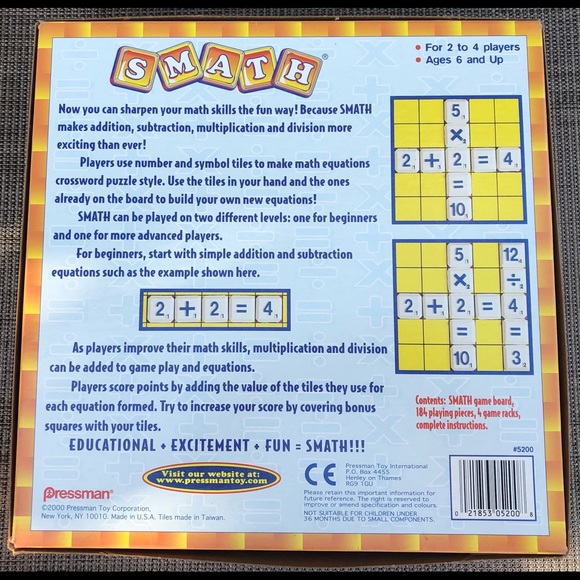 SMATH®
• For 2 to 4 players
• Ages 6 and Up
Now you can sharpen your math skills the fun way! Because SMATH
makes addition, subtraction, multiplication and division more
exciting than ever!
Players use number and symbol tiles to make math equations
crossword puzzle style. Use the tiles in your hand and the ones
already on the board to build your own new equations!
SMATH can be played on two different levels: one for beginners
and one for more advanced players.
For beginners, start with simple addition and subtraction
equations such as the example shown here.
2 + 2 = 4
As players improve their math skills, multiplication and division
can be added to game play and equations.
Players score points by adding the value of the tiles they use for
each equation formed. Try to increase your score by covering bonus
squares with your tiles.
EDUCATIONAL + EXCITEMENT + FUN = SMATH!!!
5
×
2 + 2 = 4
=
10
5 12
× ÷
2 + 2 = 4
= =
10 3
Contents: SMATH game board,
184 playing pieces, 4 game racks,
complete instructions.
#5200
Visit our website at:
www.pressmantoy.com
Pressman®
©2000 Pressman Toy Corporation,
New York, NY 10010. Made in U.S.A. Tiles made in Taiwan.
CE
Pressman Toy International
P.O. Box 4455
Henley on Thames
RG9 1GU
Please retain this important information for
future reference. The right is reserved to
improve or amend specification and colours.
NOT SUITABLE FOR CHILDREN UNDER
36 MONTHS DUE TO SMALL COMPONENTS.
0 21853 05200 8